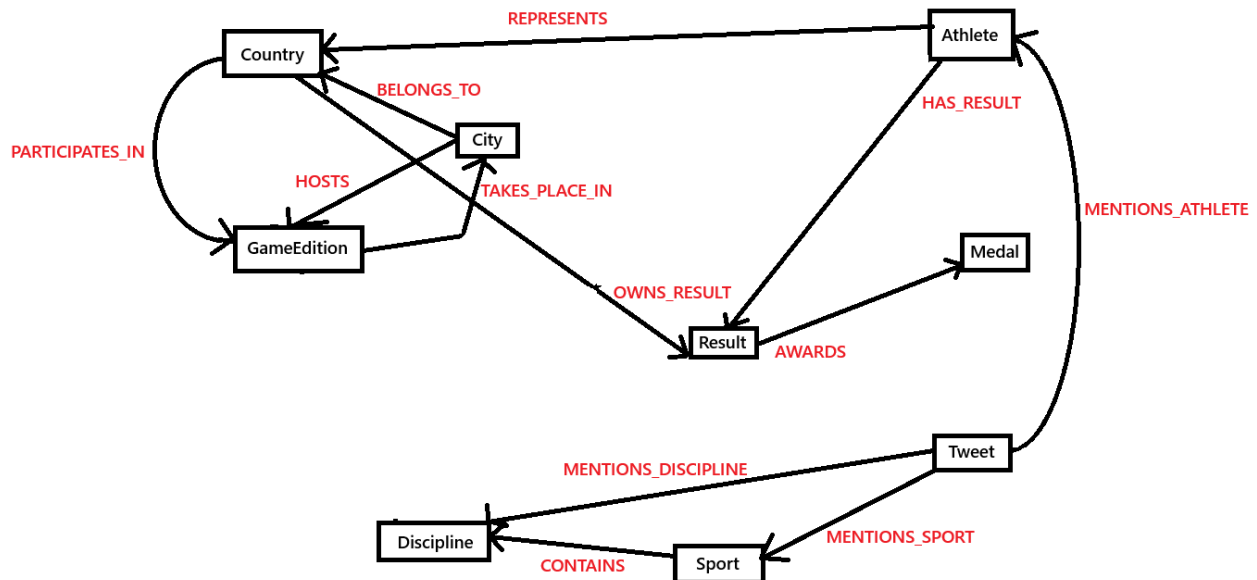 REPRESENTS
Athlete
Country
BELONGS_TO
HAS_RESULT
City
PARTICIPATES_IN
HOSTS
TAKES_PLACE_IN
MENTIONS_ATHLETE
GameEdition
Medal
OWNS_RESULT
Result
AWARDS
Tweet
MENTIONS_DISCIPLINE
Discipline
MENTIONS_SPORT
CONTAINS
Sport